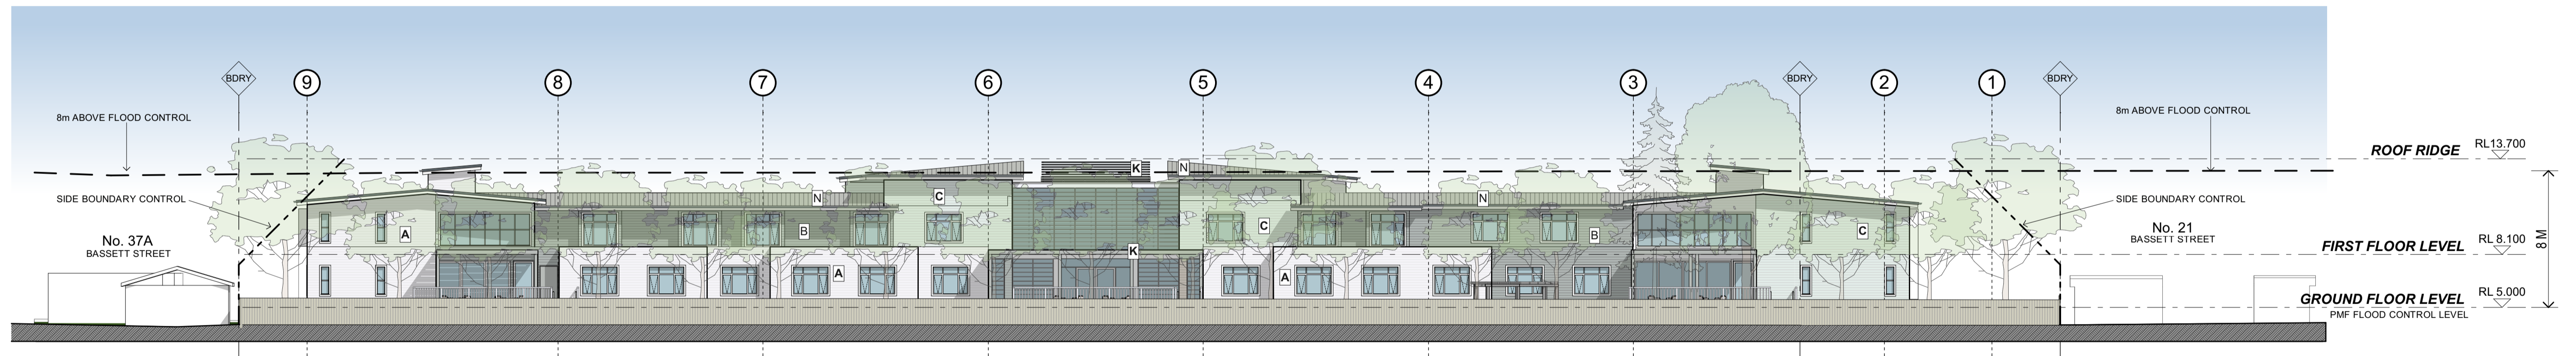 BDRY
9
8
7
6
5
4
3
BDRY
2
1
BDRY
8m ABOVE FLOOD CONTROL
8m ABOVE FLOOD CONTROL
ROOF RIDGE
RL13.700
K
N
N
C
N
SIDE BOUNDARY CONTROL
SIDE BOUNDARY CONTROL
A
B
C
B
C
No. 37A
BASSETT STREET
No. 21
BASSETT STREET
FIRST FLOOR LEVEL
RL 8.100
8 M
K
A
A
GROUND FLOOR LEVEL
RL 5.000
PMF FLOOD CONTROL LEVEL